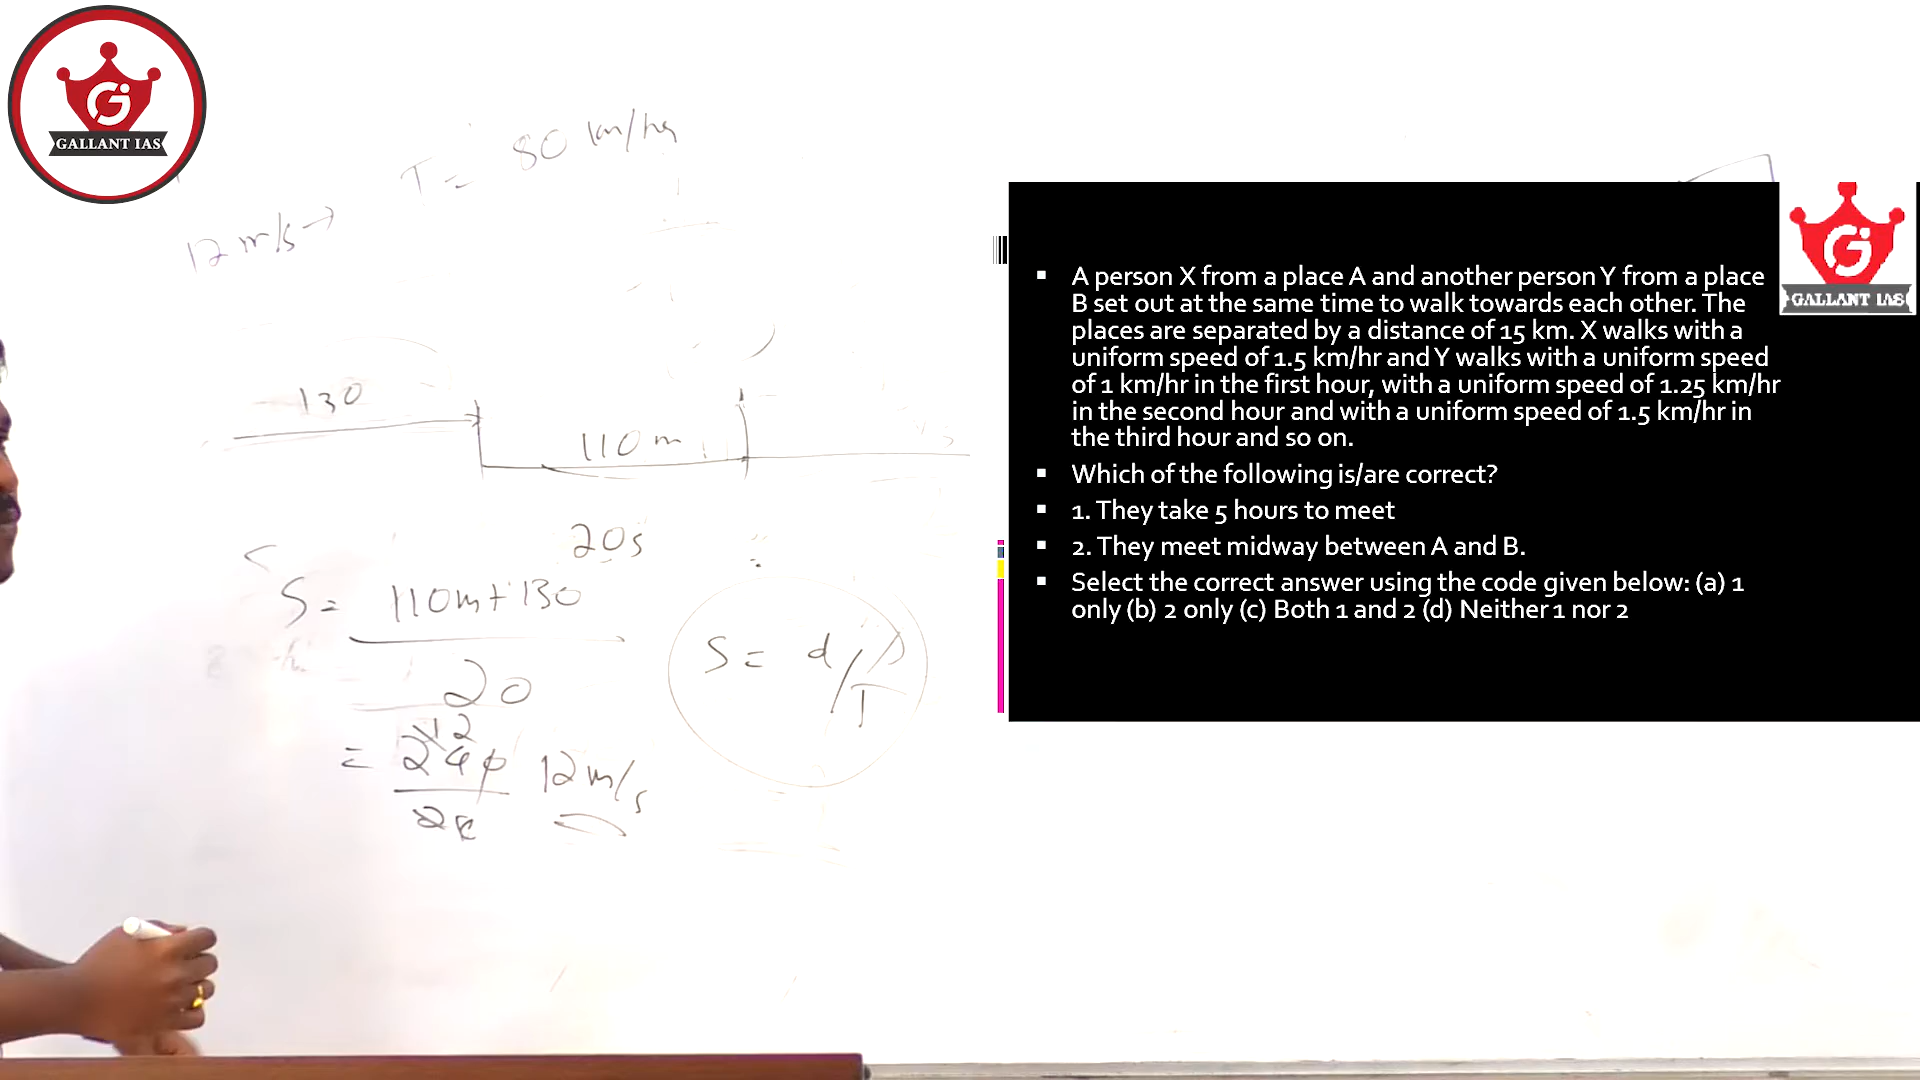 GALLANT IAS
T = 80 km/hr
12 m/s →
130
110 m
20s
S = 110m + 130
20
= 240 12 m/s
S = d/T
GALLANT IAS
▪ A person X from a place A and another person Y from a place
B set out at the same time to walk towards each other. The
places are separated by a distance of 15 km. X walks with a
uniform speed of 1.5 km/hr and Y walks with a uniform speed
of 1 km/hr in the first hour, with a uniform speed of 1.25 km/hr
in the second hour and with a uniform speed of 1.5 km/hr in
the third hour and so on.
▪ Which of the following is/are correct?
▪ 1. They take 5 hours to meet
▪ 2. They meet midway between A and B.
▪ Select the correct answer using the code given below: (a) 1
only (b) 2 only (c) Both 1 and 2 (d) Neither 1 nor 2